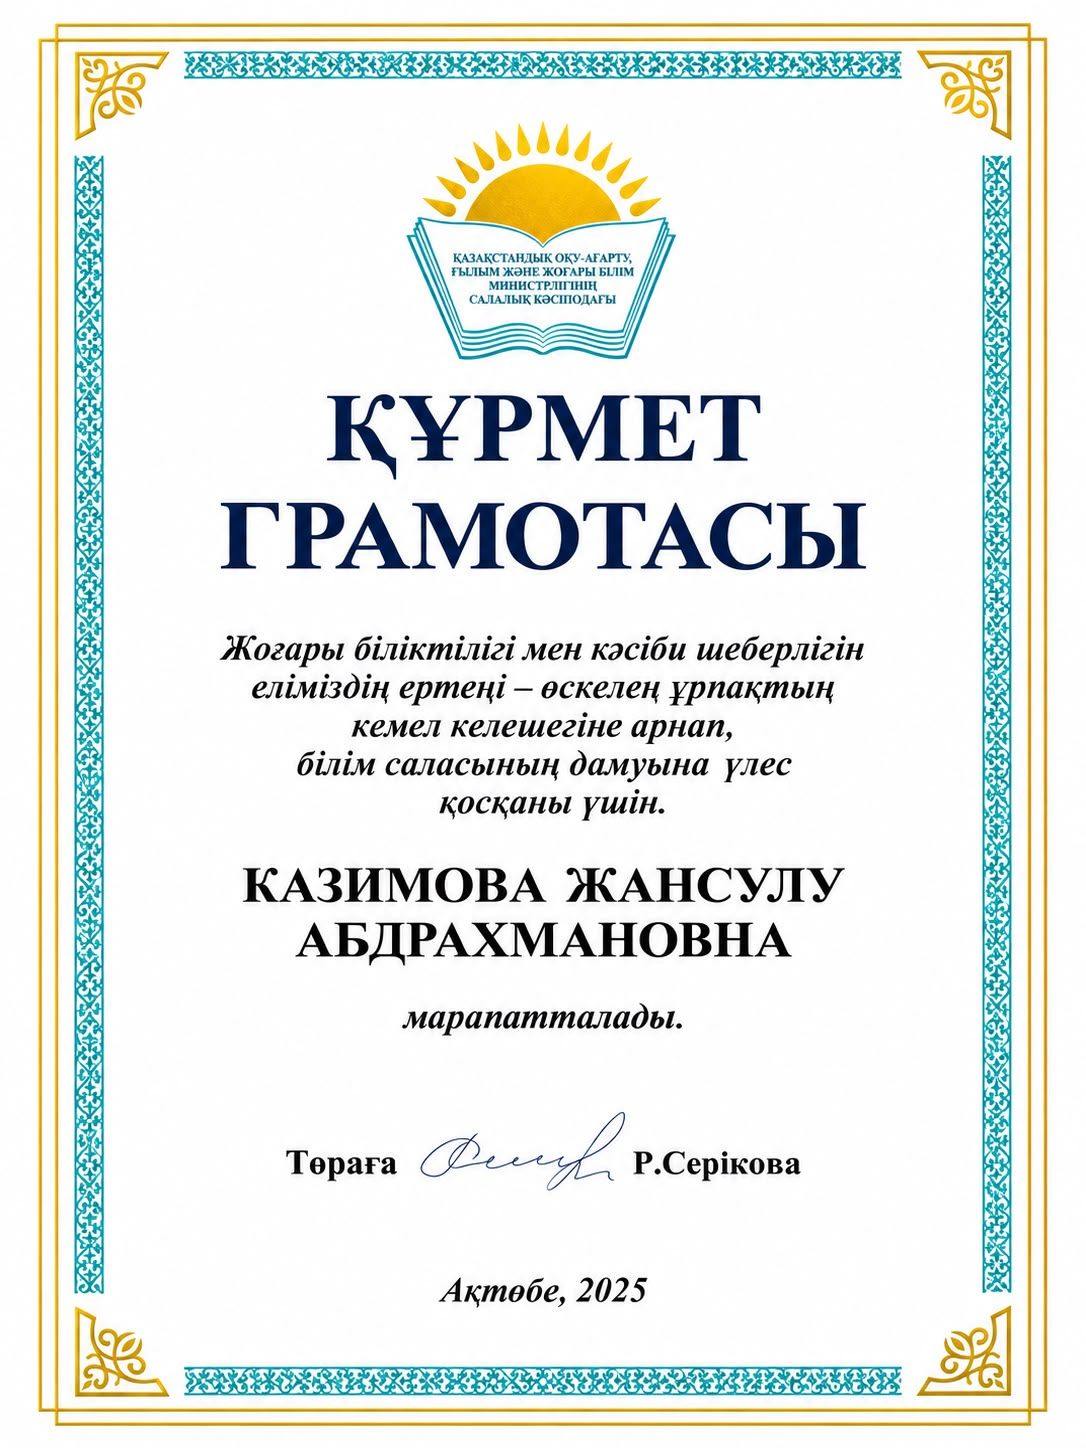 ҚАЗАҚСТАНДЫҚ ОҚУ-АҒАРТУ,
ҒЫЛЫМ ЖӘНЕ ЖОҒАРЫ БІЛІМ
МИНИСТРЛІГІНІҢ
САЛАЛЫҚ КӘСІПОДАҒЫ
ҚҰРМЕТ
ГРАМОТАСЫ
Жоғары біліктілігі мен кәсіби шеберлігін
еліміздің ертеңі – өскелең ұрпақтың
кемел келешегіне арнап,
білім саласының дамуына үлес
қосқаны үшін.
КАЗИМОВА ЖАНСУЛУ
АБДРАХМАНОВНА
марапатталады.
Төраға Р.Серікова
Ақтөбе, 2025